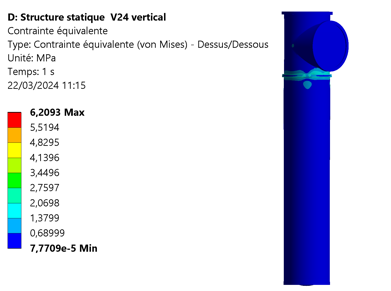 D: Structure statique  V24 vertical
Contrainte équivalente
Type: Contrainte équivalente (von Mises) - Dessus/Dessous
Unité: MPa
Temps: 1 s
22/03/2024 11:15
6,2093 Max
5,5194
4,8295
4,1396
3,4496
2,7597
2,0698
1,3799
0,68999
7,7709e-5 Min